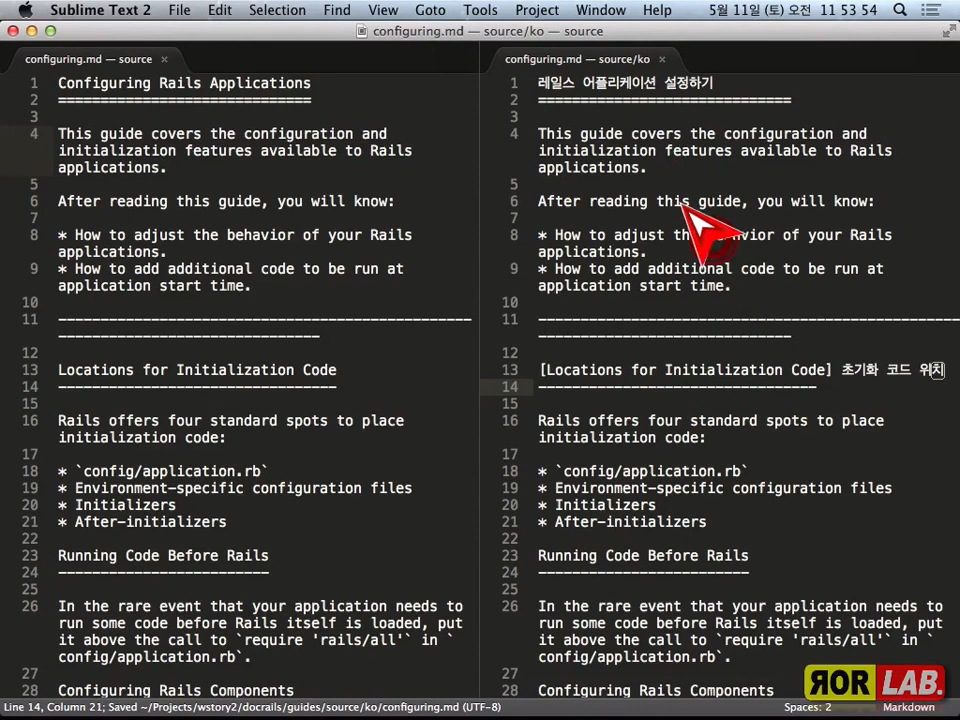 Sublime Text 2 File Edit Selection Find View Goto Tools Project Window Help 5월 11일 (토) 오전 11 53 54
configuring.md — source/ko — source
configuring.md — source ×
1 Configuring Rails Applications
2 ==============================
3
4 This guide covers the configuration and
initialization features available to Rails
applications.
5
6 After reading this guide, you will know:
7
8 * How to adjust the behavior of your Rails
applications.
9 * How to add additional code to be run at
application start time.
10
11 -------------------------------------------------
-------------------------------
12
13 Locations for Initialization Code
14 ---------------------------------
15
16 Rails offers four standard spots to place
initialization code:
17
18 * `config/application.rb`
19 * Environment-specific configuration files
20 * Initializers
21 * After-initializers
22
23 Running Code Before Rails
24 -------------------------
25
26 In the rare event that your application needs to
run some code before Rails itself is loaded, put
it above the call to `require 'rails/all'` in `
config/application.rb`.
27
28 Configuring Rails Components
configuring.md — source/ko ×
1 레일스 어플리케이션 설정하기
2 ==============================
3
4 This guide covers the configuration and
initialization features available to Rails
applications.
5
6 After reading this guide, you will know:
7
8 * How to adjust the behavior of your Rails
applications.
9 * How to add additional code to be run at
application start time.
10
11 --------------------------------------------------
------------------------------
12
13 [Locations for Initialization Code] 초기화 코드 위치
14 ---------------------------------
15
16 Rails offers four standard spots to place
initialization code:
17
18 * `config/application.rb`
19 * Environment-specific configuration files
20 * Initializers
21 * After-initializers
22
23 Running Code Before Rails
24 -------------------------
25
26 In the rare event that your application needs to
run some code before Rails itself is loaded, put
it above the call to `require 'rails/all'` in `
config/application.rb`.
27
28 Configuring Rails Components
ROR LAB.
Line 14, Column 21; Saved ~/Projects/wstory2/docrails/guides/source/ko/configuring.md (UTF-8) Spaces: 2 Markdown